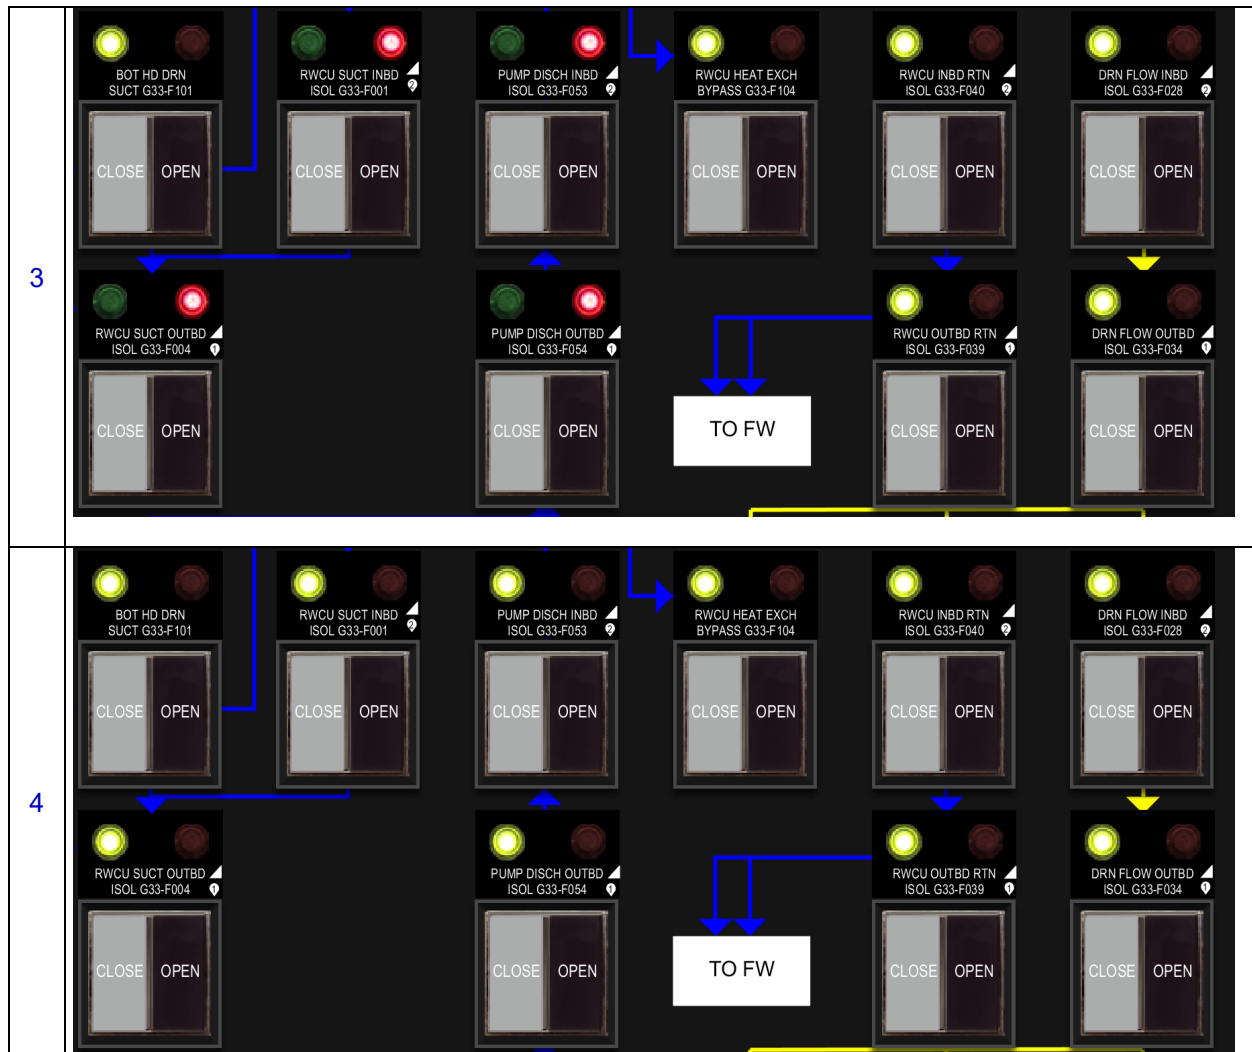 3
BOT HD DRN
SUCT G33-F101
RWCU SUCT INBD
ISOL G33-F001
2
PUMP DISCH INBD
ISOL G33-F053
2
RWCU HEAT EXCH
BYPASS G33-F104
RWCU INBD RTN
ISOL G33-F040
2
DRN FLOW INBD
ISOL G33-F028
2
CLOSE OPEN
CLOSE OPEN
CLOSE OPEN
CLOSE OPEN
CLOSE OPEN
CLOSE OPEN
RWCU SUCT OUTBD
ISOL G33-F004
1
PUMP DISCH OUTBD
ISOL G33-F054
1
RWCU OUTBD RTN
ISOL G33-F039
1
DRN FLOW OUTBD
ISOL G33-F034
1
CLOSE OPEN
CLOSE OPEN
TO FW
CLOSE OPEN
CLOSE OPEN
4
BOT HD DRN
SUCT G33-F101
RWCU SUCT INBD
ISOL G33-F001
2
PUMP DISCH INBD
ISOL G33-F053
2
RWCU HEAT EXCH
BYPASS G33-F104
RWCU INBD RTN
ISOL G33-F040
2
DRN FLOW INBD
ISOL G33-F028
2
CLOSE OPEN
CLOSE OPEN
CLOSE OPEN
CLOSE OPEN
CLOSE OPEN
CLOSE OPEN
RWCU SUCT OUTBD
ISOL G33-F004
1
PUMP DISCH OUTBD
ISOL G33-F054
1
RWCU OUTBD RTN
ISOL G33-F039
1
DRN FLOW OUTBD
ISOL G33-F034
1
CLOSE OPEN
CLOSE OPEN
TO FW
CLOSE OPEN
CLOSE OPEN